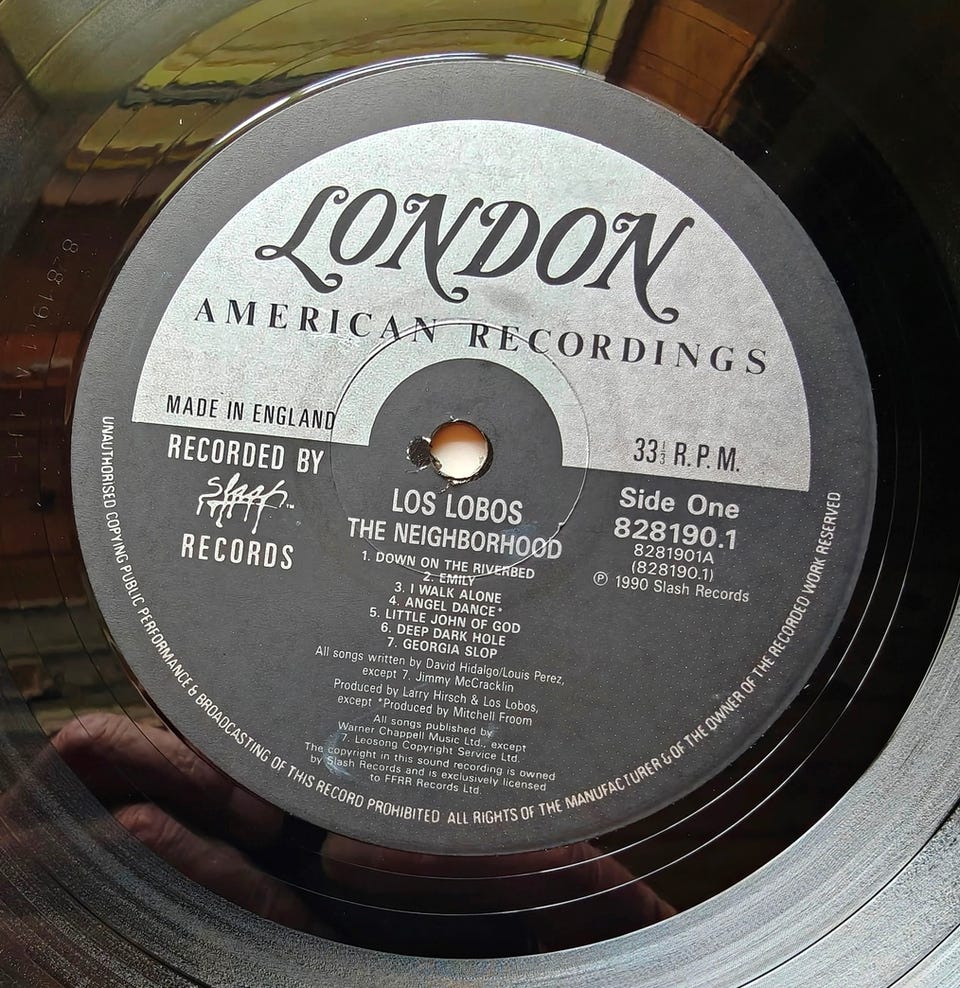 LONDON
AMERICAN RECORDINGS
MADE IN ENGLAND
33⅓ R.P.M.
RECORDED BY
Slash™
RECORDS
Side One
828190.1
8281901A
(828190.1)
℗ 1990 Slash Records
LOS LOBOS
THE NEIGHBORHOOD
1. DOWN ON THE RIVERBED
2. EMILY
3. I WALK ALONE
4. ANGEL DANCE*
5. LITTLE JOHN OF GOD
6. DEEP DARK HOLE
7. GEORGIA SLOP
All songs written by David Hidalgo/Louis Perez,
except 7. Jimmy McCracklin
Produced by Larry Hirsch & Los Lobos,
except *Produced by Mitchell Froom
All songs published by
Warner Chappell Music Ltd., except
7. Leosong Copyright Service Ltd.
The copyright in this sound recording is owned
by Slash Records and is exclusively licensed
to FFRR Records Ltd.
UNAUTHORISED COPYING PUBLIC PERFORMANCE & BROADCASTING OF THIS RECORD PROHIBITED ALL RIGHTS OF THE MANUFACTURER & OF THE OWNER OF THE RECORDED WORK RESERVED